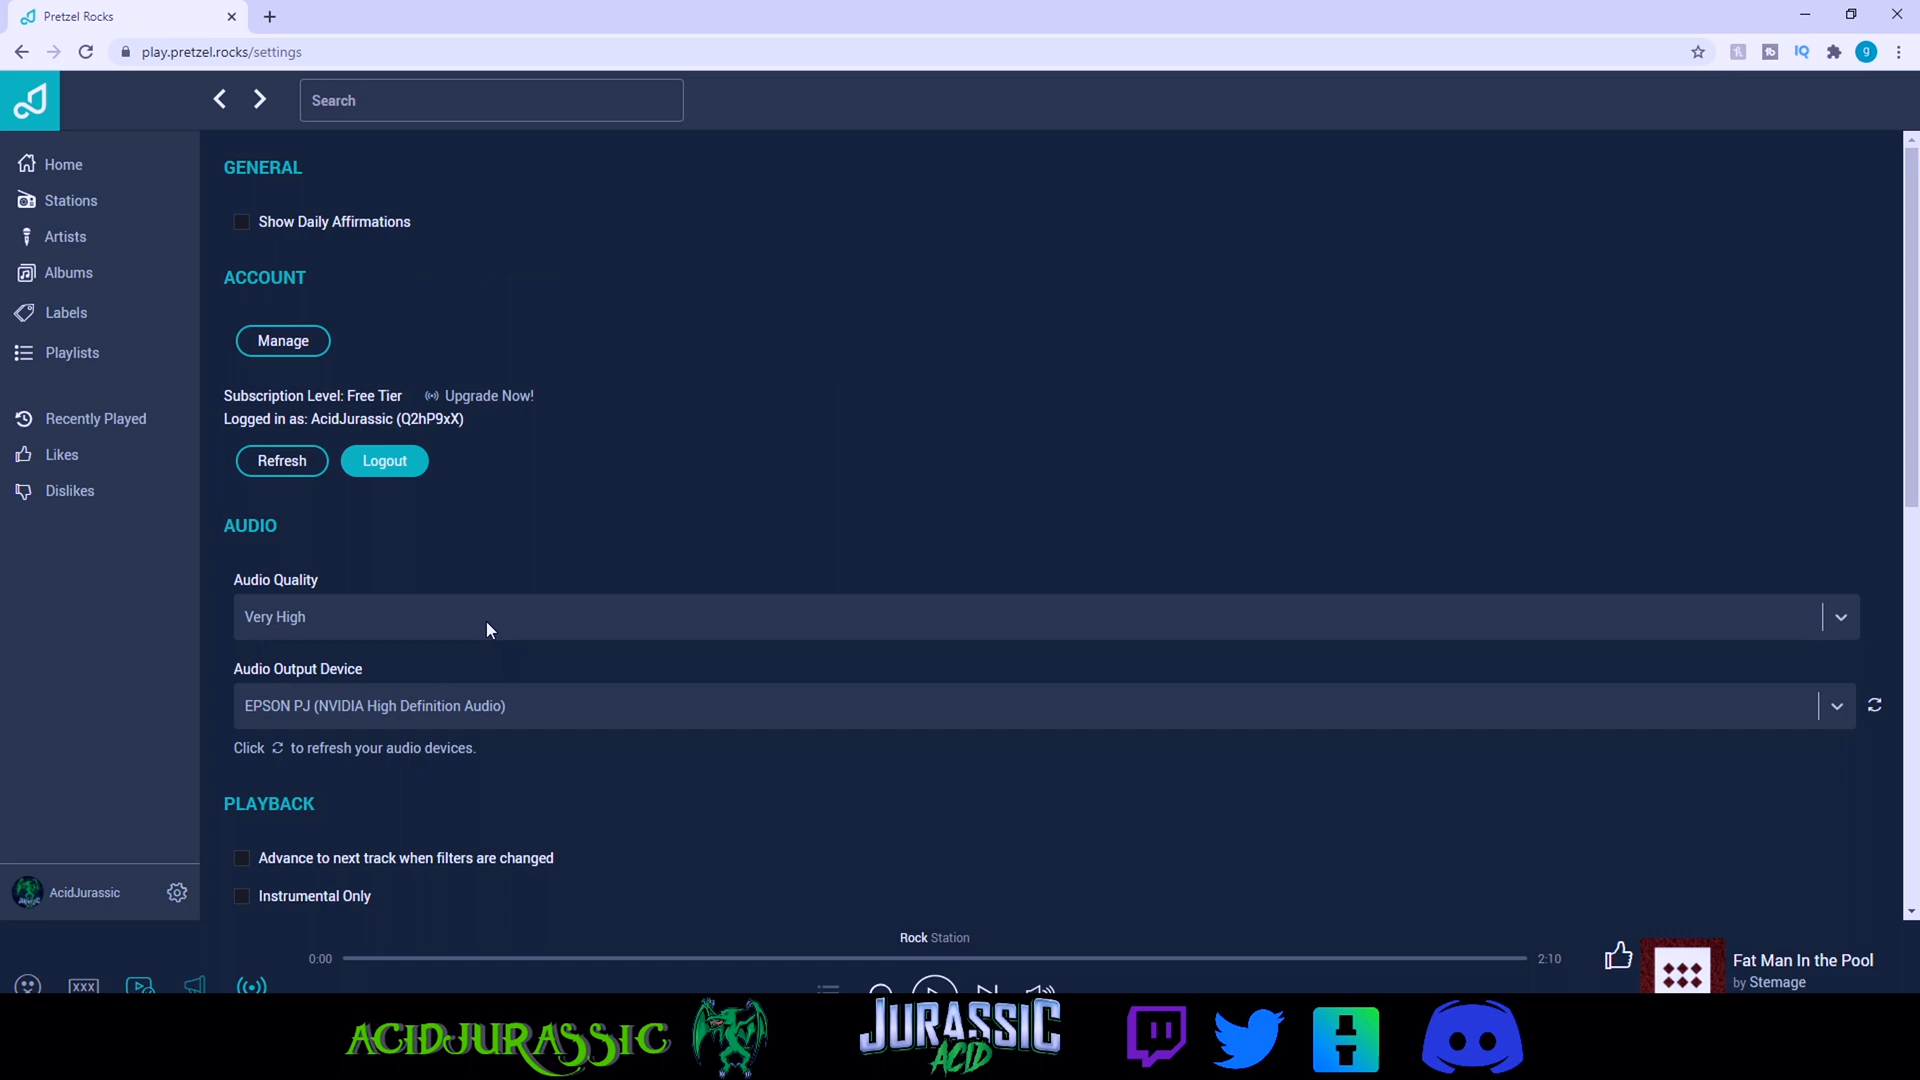 Pretzel Rocks
play.pretzel.rocks/settings
Search
Home
Stations
Artists
Albums
Labels
Playlists
Recently Played
Likes
Dislikes
AcidJurassic
GENERAL
Show Daily Affirmations
ACCOUNT
Manage
Subscription Level: Free Tier Upgrade Now!
Logged in as: AcidJurassic (Q2hP9xX)
Refresh Logout
AUDIO
Audio Quality
Very High
Audio Output Device
EPSON PJ (NVIDIA High Definition Audio)
Click to refresh your audio devices.
PLAYBACK
Advance to next track when filters are changed
Instrumental Only
Rock Station
0:00 2:10
Fat Man In the Pool
by Stemage
xxx
ACIDJURASSIC
JURASSIC
ACID